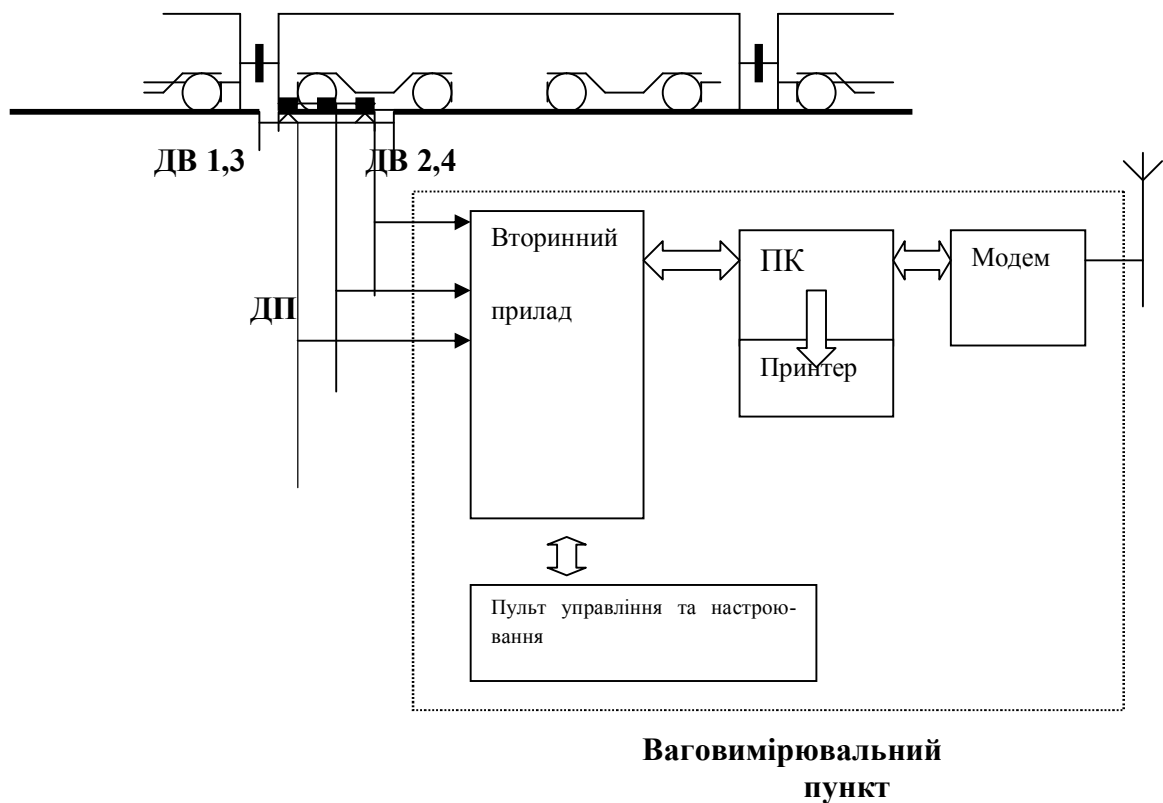 ДВ 1,3
ДВ 2,4
ДП
Вторинний
прилад
ПК
Принтер
Модем
Пульт управління та настрою-
вання
Ваговимірювальний
пункт